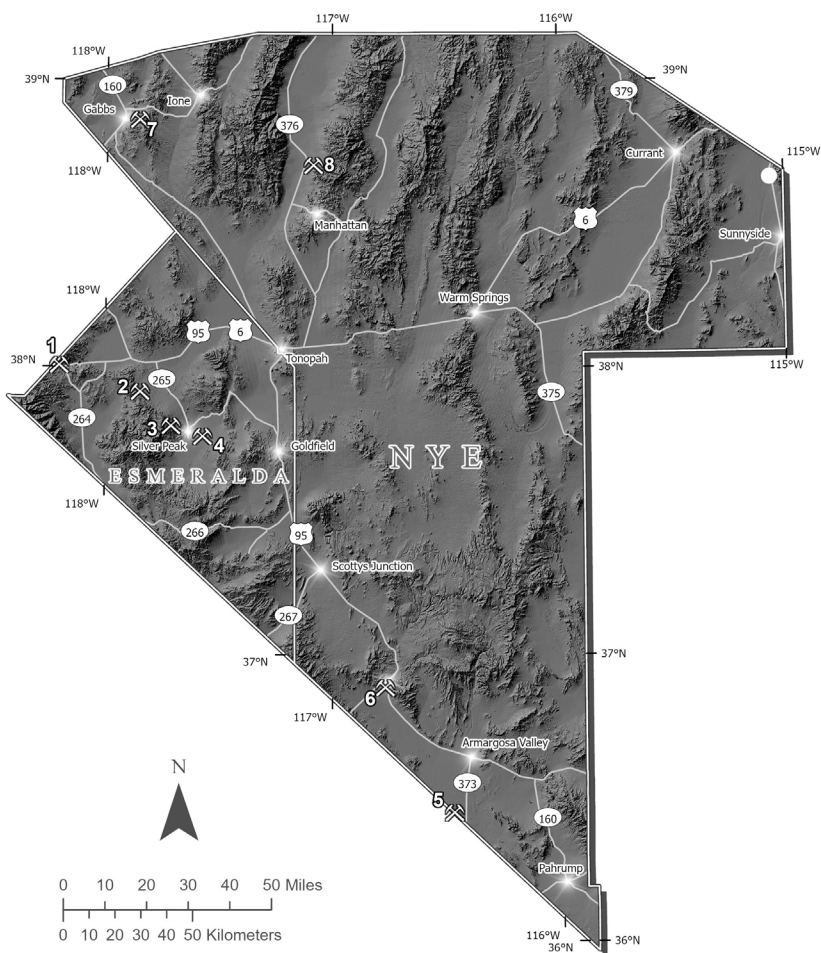 117°W
116°W
118°W
39°N
39°N
160
Ione
379
Gabbs
7
376
118°W
Currant
115°W
8
Manhattan
6
Sunnyside
118°W
Warm Springs
95
6
1
Tonopah
38°N
38°N
115°W
2
265
375
264
3
Silver Peak
4
Goldfield
NYE
ESMERALDA
118°W
266
95
Scottys Junction
267
37°N
37°N
6
117°W
Armargosa Valley
N
373
5
160
Pahrump
0 10 20 30 40 50 Miles
0 10 20 30 40 50 Kilometers
116°W
36°N
36°N